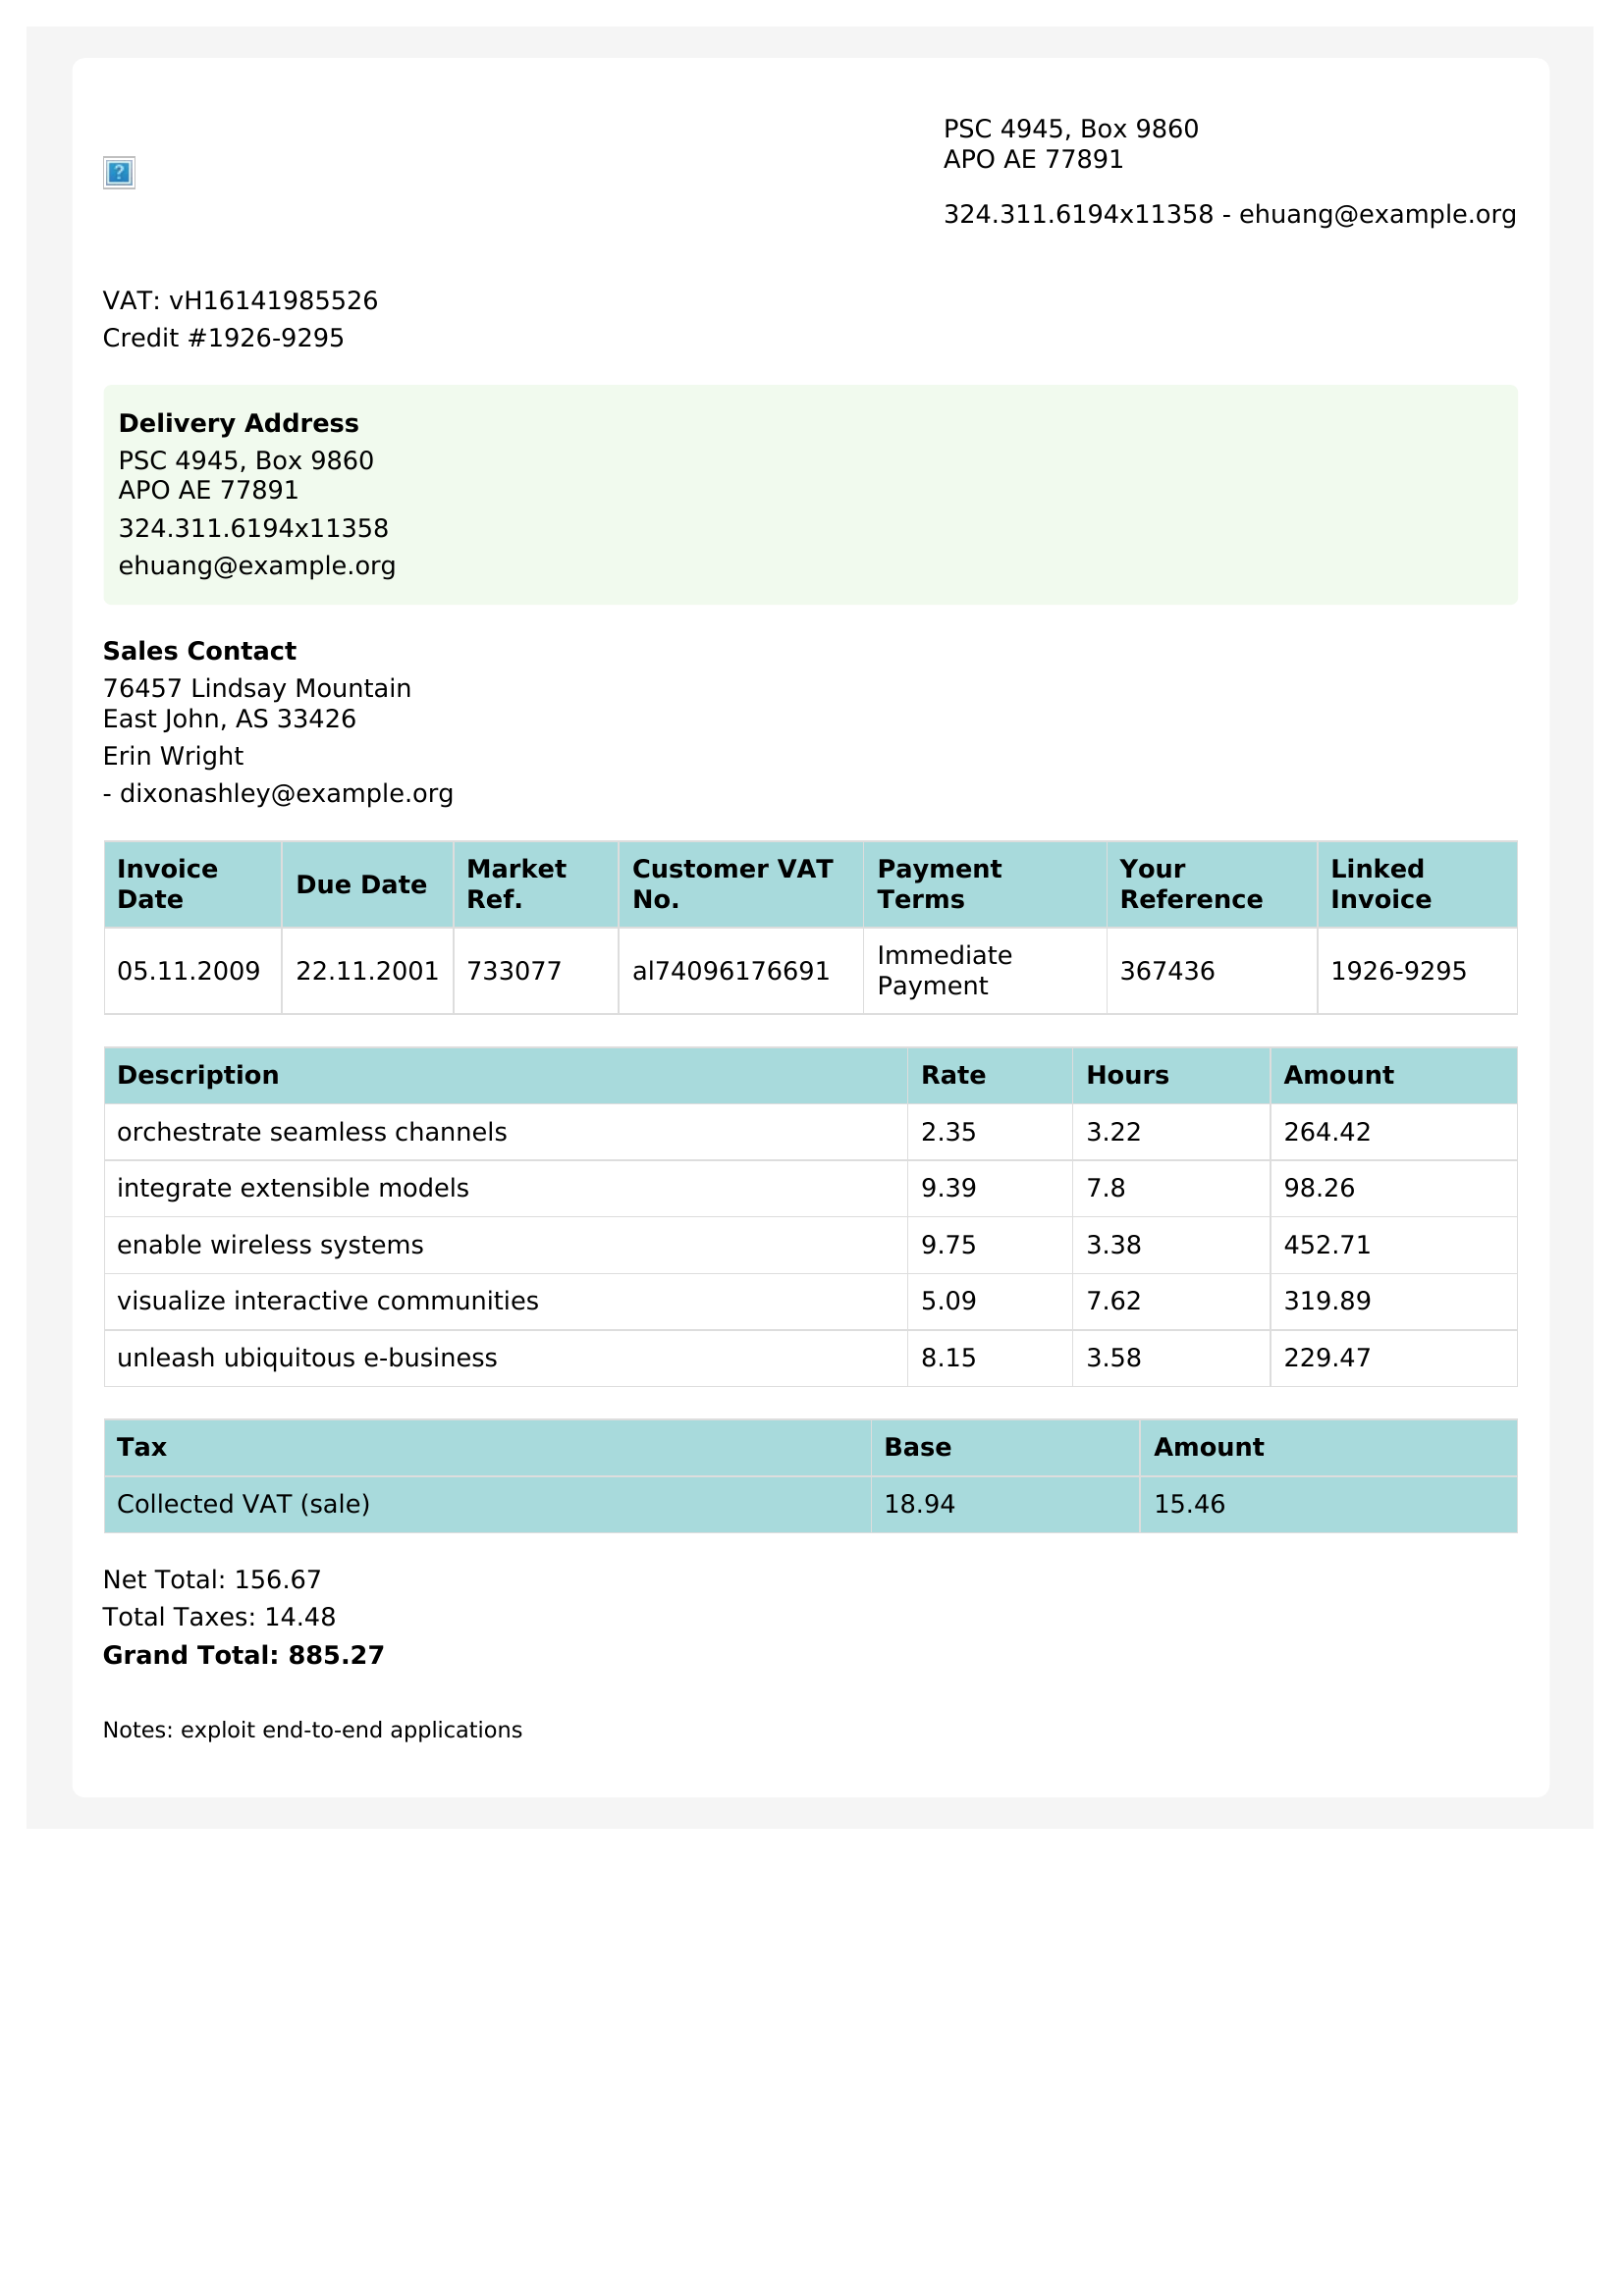 PSC 4945, Box 9860
APO AE 77891
324.311.6194x11358 - ehuang@example.org
VAT: vH16141985526
Credit #1926-9295
Delivery Address
PSC 4945, Box 9860
APO AE 77891
324.311.6194x11358
ehuang@example.org
Sales Contact
76457 Lindsay Mountain
East John, AS 33426
Erin Wright
- dixonashley@example.org
Invoice Date Due Date Market Ref. Customer VAT No. Payment Terms Your Reference Linked Invoice
05.11.2009 22.11.2001 733077 al74096176691 Immediate Payment 367436 1926-9295
Description Rate Hours Amount
orchestrate seamless channels 2.35 3.22 264.42
integrate extensible models 9.39 7.8 98.26
enable wireless systems 9.75 3.38 452.71
visualize interactive communities 5.09 7.62 319.89
unleash ubiquitous e-business 8.15 3.58 229.47
Tax Base Amount
Collected VAT (sale) 18.94 15.46
Net Total: 156.67
Total Taxes: 14.48
Grand Total: 885.27
Notes: exploit end-to-end applications